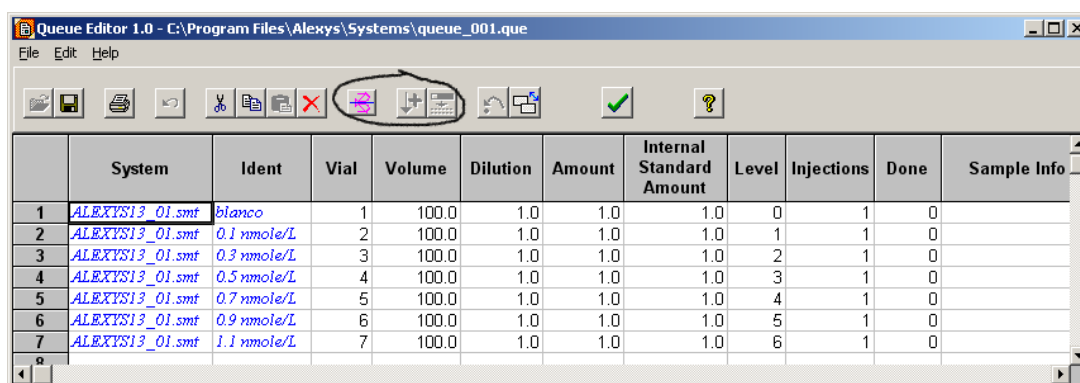 Queue Editor 1.0 - C:\Program Files\Alexys\Systems\queue_001.que
File Edit Help
System Ident Vial Volume Dilution Amount Internal Standard Amount Level Injections Done Sample Info
1 ALEXYS13_01.smt blanco 1 100.0 1.0 1.0 1.0 0 1 0
2 ALEXYS13_01.smt 0.1 nmole/L 2 100.0 1.0 1.0 1.0 1 1 0
3 ALEXYS13_01.smt 0.3 nmole/L 3 100.0 1.0 1.0 1.0 2 1 0
4 ALEXYS13_01.smt 0.5 nmole/L 4 100.0 1.0 1.0 1.0 3 1 0
5 ALEXYS13_01.smt 0.7 nmole/L 5 100.0 1.0 1.0 1.0 4 1 0
6 ALEXYS13_01.smt 0.9 nmole/L 6 100.0 1.0 1.0 1.0 5 1 0
7 ALEXYS13_01.smt 1.1 nmole/L 7 100.0 1.0 1.0 1.0 6 1 0
8